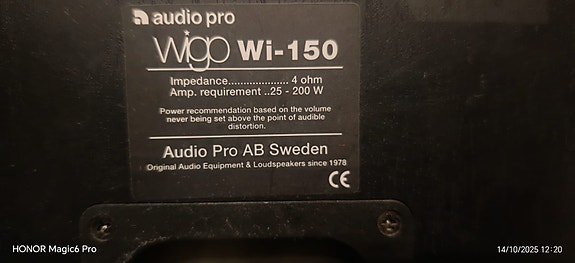 audio pro
wigo Wi-150
Impedance.................... 4 ohm
Amp. requirement ..25 - 200 W
Power recommendation based on the volume
never being set above the point of audible
distortion.
Audio Pro AB Sweden
Original Audio Equipment & Loudspeakers since 1978
CE
HONOR Magic6 Pro
14/10/2025 12:20